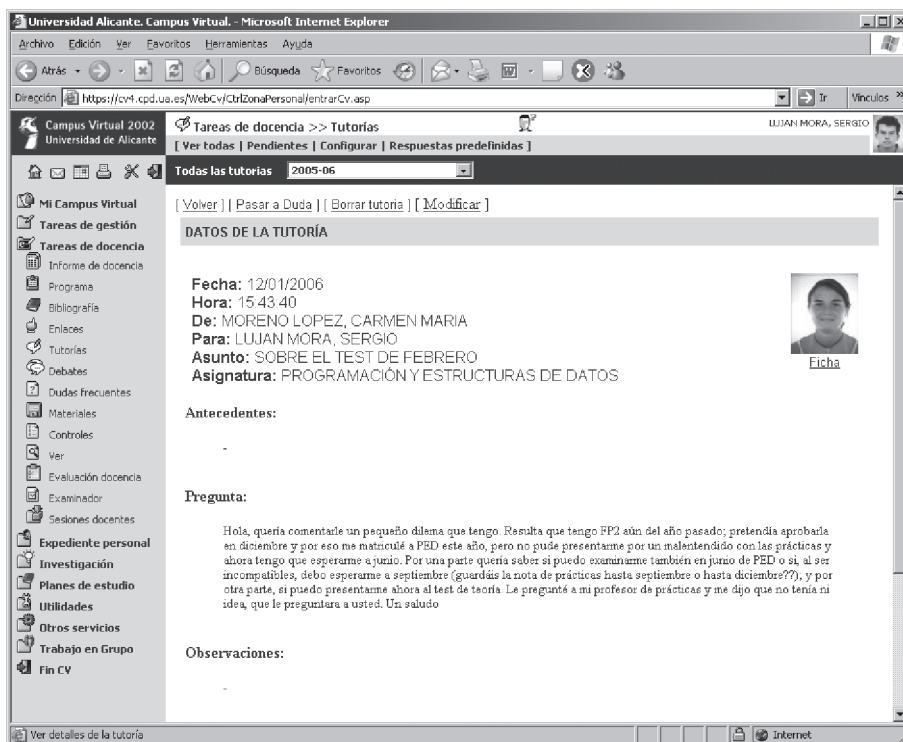 Universidad Alicante. Campus Virtual. - Microsoft Internet Explorer
Archivo Edición Ver Favoritos Herramientas Ayuda
Atrás Búsqueda Favoritos
Dirección https://cv4.cpd.ua.es/WebCv/CtrlZonaPersonal/entrarCv.asp Ir Vínculos »
Campus Virtual 2002
Universidad de Alicante
Tareas de docencia >> Tutorías
LUJAN MORA, SERGIO
[ Ver todas | Pendientes | Configurar | Respuestas predefinidas ]
Todas las tutorias 2005-06
Mi Campus Virtual
Tareas de gestión
Tareas de docencia
Informe de docencia
Programa
Bibliografía
Enlaces
Tutorías
Debates
Dudas frecuentes
Materiales
Controles
Ver
Evaluación docencia
Examinador
Sesiones docentes
Expediente personal
Investigación
Planes de estudio
Utilidades
Otros servicios
Trabajo en Grupo
Fin CV
[ Volver ] [ Pasar a Duda ] [ Borrar tutoria ] [ Modificar ]
DATOS DE LA TUTORÍA
Fecha: 12/01/2006
Hora: 15:43:40
De: MORENO LOPEZ, CARMEN MARIA
Para: LUJAN MORA, SERGIO
Asunto: SOBRE EL TEST DE FEBRERO
Asignatura: PROGRAMACIÓN Y ESTRUCTURAS DE DATOS
Ficha
Antecedentes:
-
Pregunta:
Hola, quería comentarle un pequeño dilema que tengo. Resulta que tengo FP2 aún del año pasado; pretendía aprobarla
en diciembre y por eso me matriculé a PED este año, pero no pude presentarme por un malentendido con las prácticas y
ahora tengo que esperarme a junio. Por una parte quería saber si puedo examinarme también en junio de PED o si, al ser
incompatibles, debo esperarme a septiembre (guardáis la nota de prácticas hasta septiembre o hasta diciembre??); y por
otra parte, si puedo presentarme ahora al test de teoría. Le pregunté a mi profesor de prácticas y me dijo que no tenía ni
idea, que le preguntara a usted. Un saludo
Observaciones:
-
Ver detalles de la tutoría
Internet